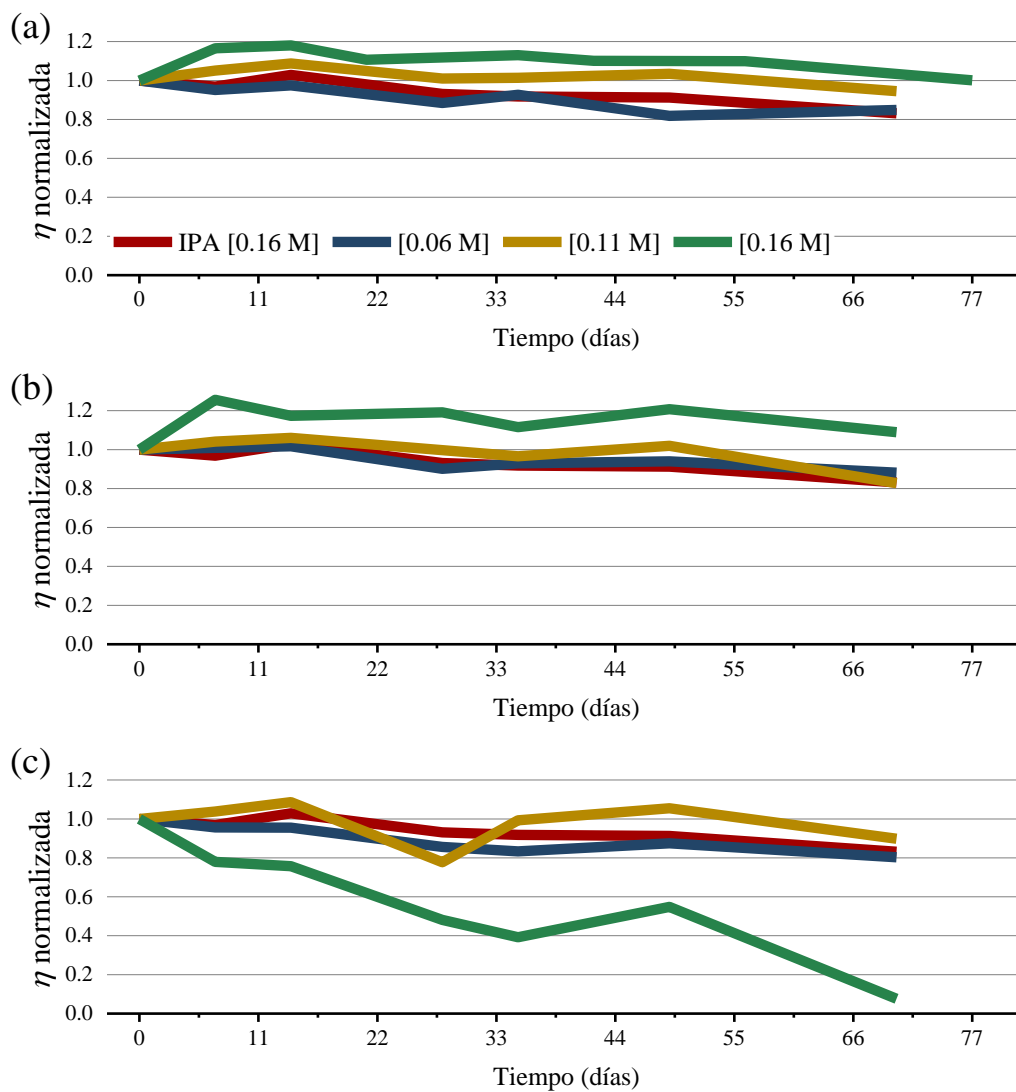 (a)
η normalizada
1.2
1.0
0.8
0.6
0.4
0.2
0.0
IPA [0.16 M] [0.06 M] [0.11 M] [0.16 M]
0 11 22 33 44 55 66 77
Tiempo (días)
(b)
η normalizada
1.2
1.0
0.8
0.6
0.4
0.2
0.0
0 11 22 33 44 55 66 77
Tiempo (días)
(c)
η normalizada
1.2
1.0
0.8
0.6
0.4
0.2
0.0
0 11 22 33 44 55 66 77
Tiempo (días)